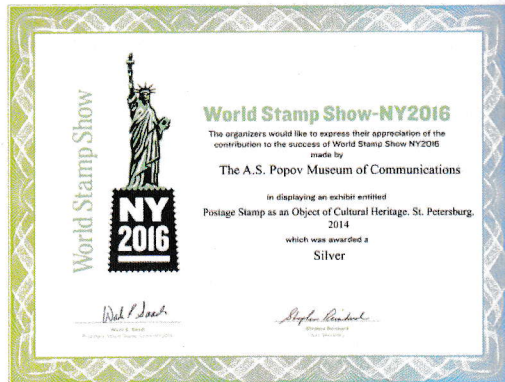 World Stamp Show
NY
2016
World Stamp Show-NY2016
The organizers would like to express their appreciation of the
contribution to the success of World Stamp Show NY2016
made by
The A.S. Popov Museum of Communications
in displaying an exhibit entitled
Postage Stamp as an Object of Cultural Heritage. St. Petersburg,
2014
which was awarded a
Silver